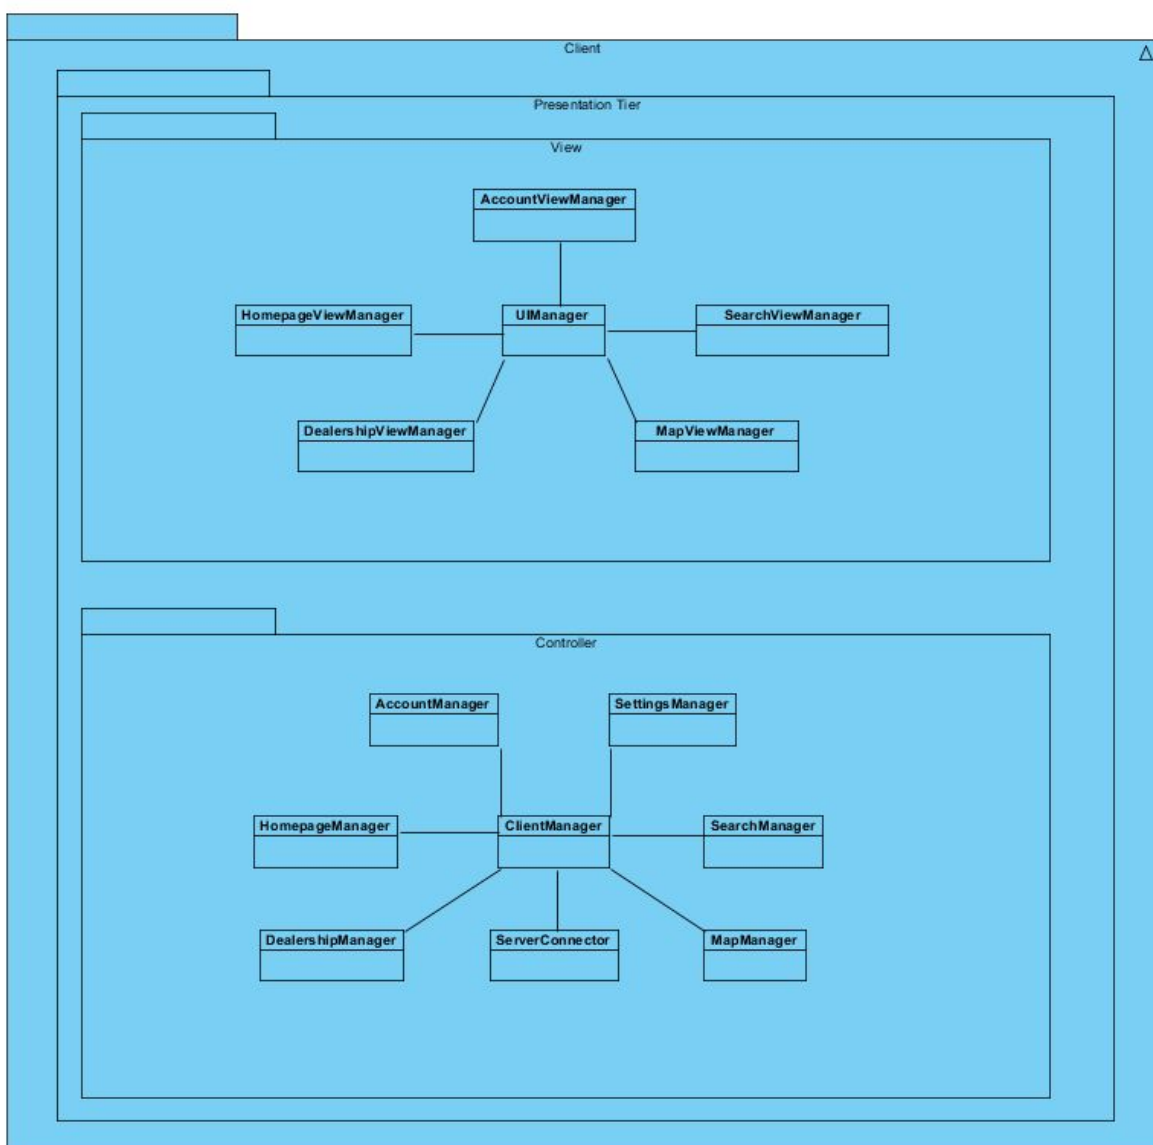 Client
Presentation Tier
View
AccountViewManager
HomepageViewManager
UIManager
SearchViewManager
DealershipViewManager
MapViewManager
Controller
AccountManager
SettingsManager
HomepageManager
ClientManager
SearchManager
DealershipManager
ServerConnector
MapManager